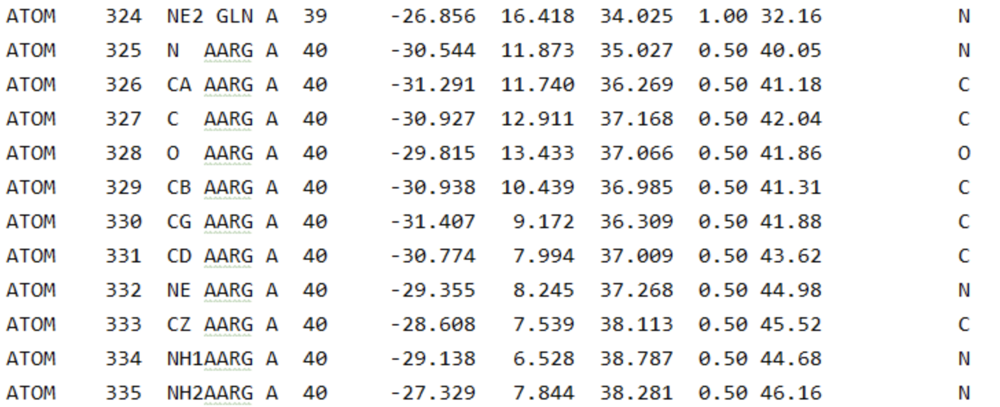 ATOM    324  NE2 GLN A  39     -26.856  16.418  34.025  1.00 32.16           N
ATOM    325  N  AARG A  40     -30.544  11.873  35.027  0.50 40.05           N
ATOM    326  CA AARG A  40     -31.291  11.740  36.269  0.50 41.18           C
ATOM    327  C  AARG A  40     -30.927  12.911  37.168  0.50 42.04           C
ATOM    328  O  AARG A  40     -29.815  13.433  37.066  0.50 41.86           O
ATOM    329  CB AARG A  40     -30.938  10.439  36.985  0.50 41.31           C
ATOM    330  CG AARG A  40     -31.407   9.172  36.309  0.50 41.88           C
ATOM    331  CD AARG A  40     -30.774   7.994  37.009  0.50 43.62           C
ATOM    332  NE AARG A  40     -29.355   8.245  37.268  0.50 44.98           N
ATOM    333  CZ AARG A  40     -28.608   7.539  38.113  0.50 45.52           C
ATOM    334  NH1AARG A  40     -29.138   6.528  38.787  0.50 44.68           N
ATOM    335  NH2AARG A  40     -27.329   7.844  38.281  0.50 46.16           N